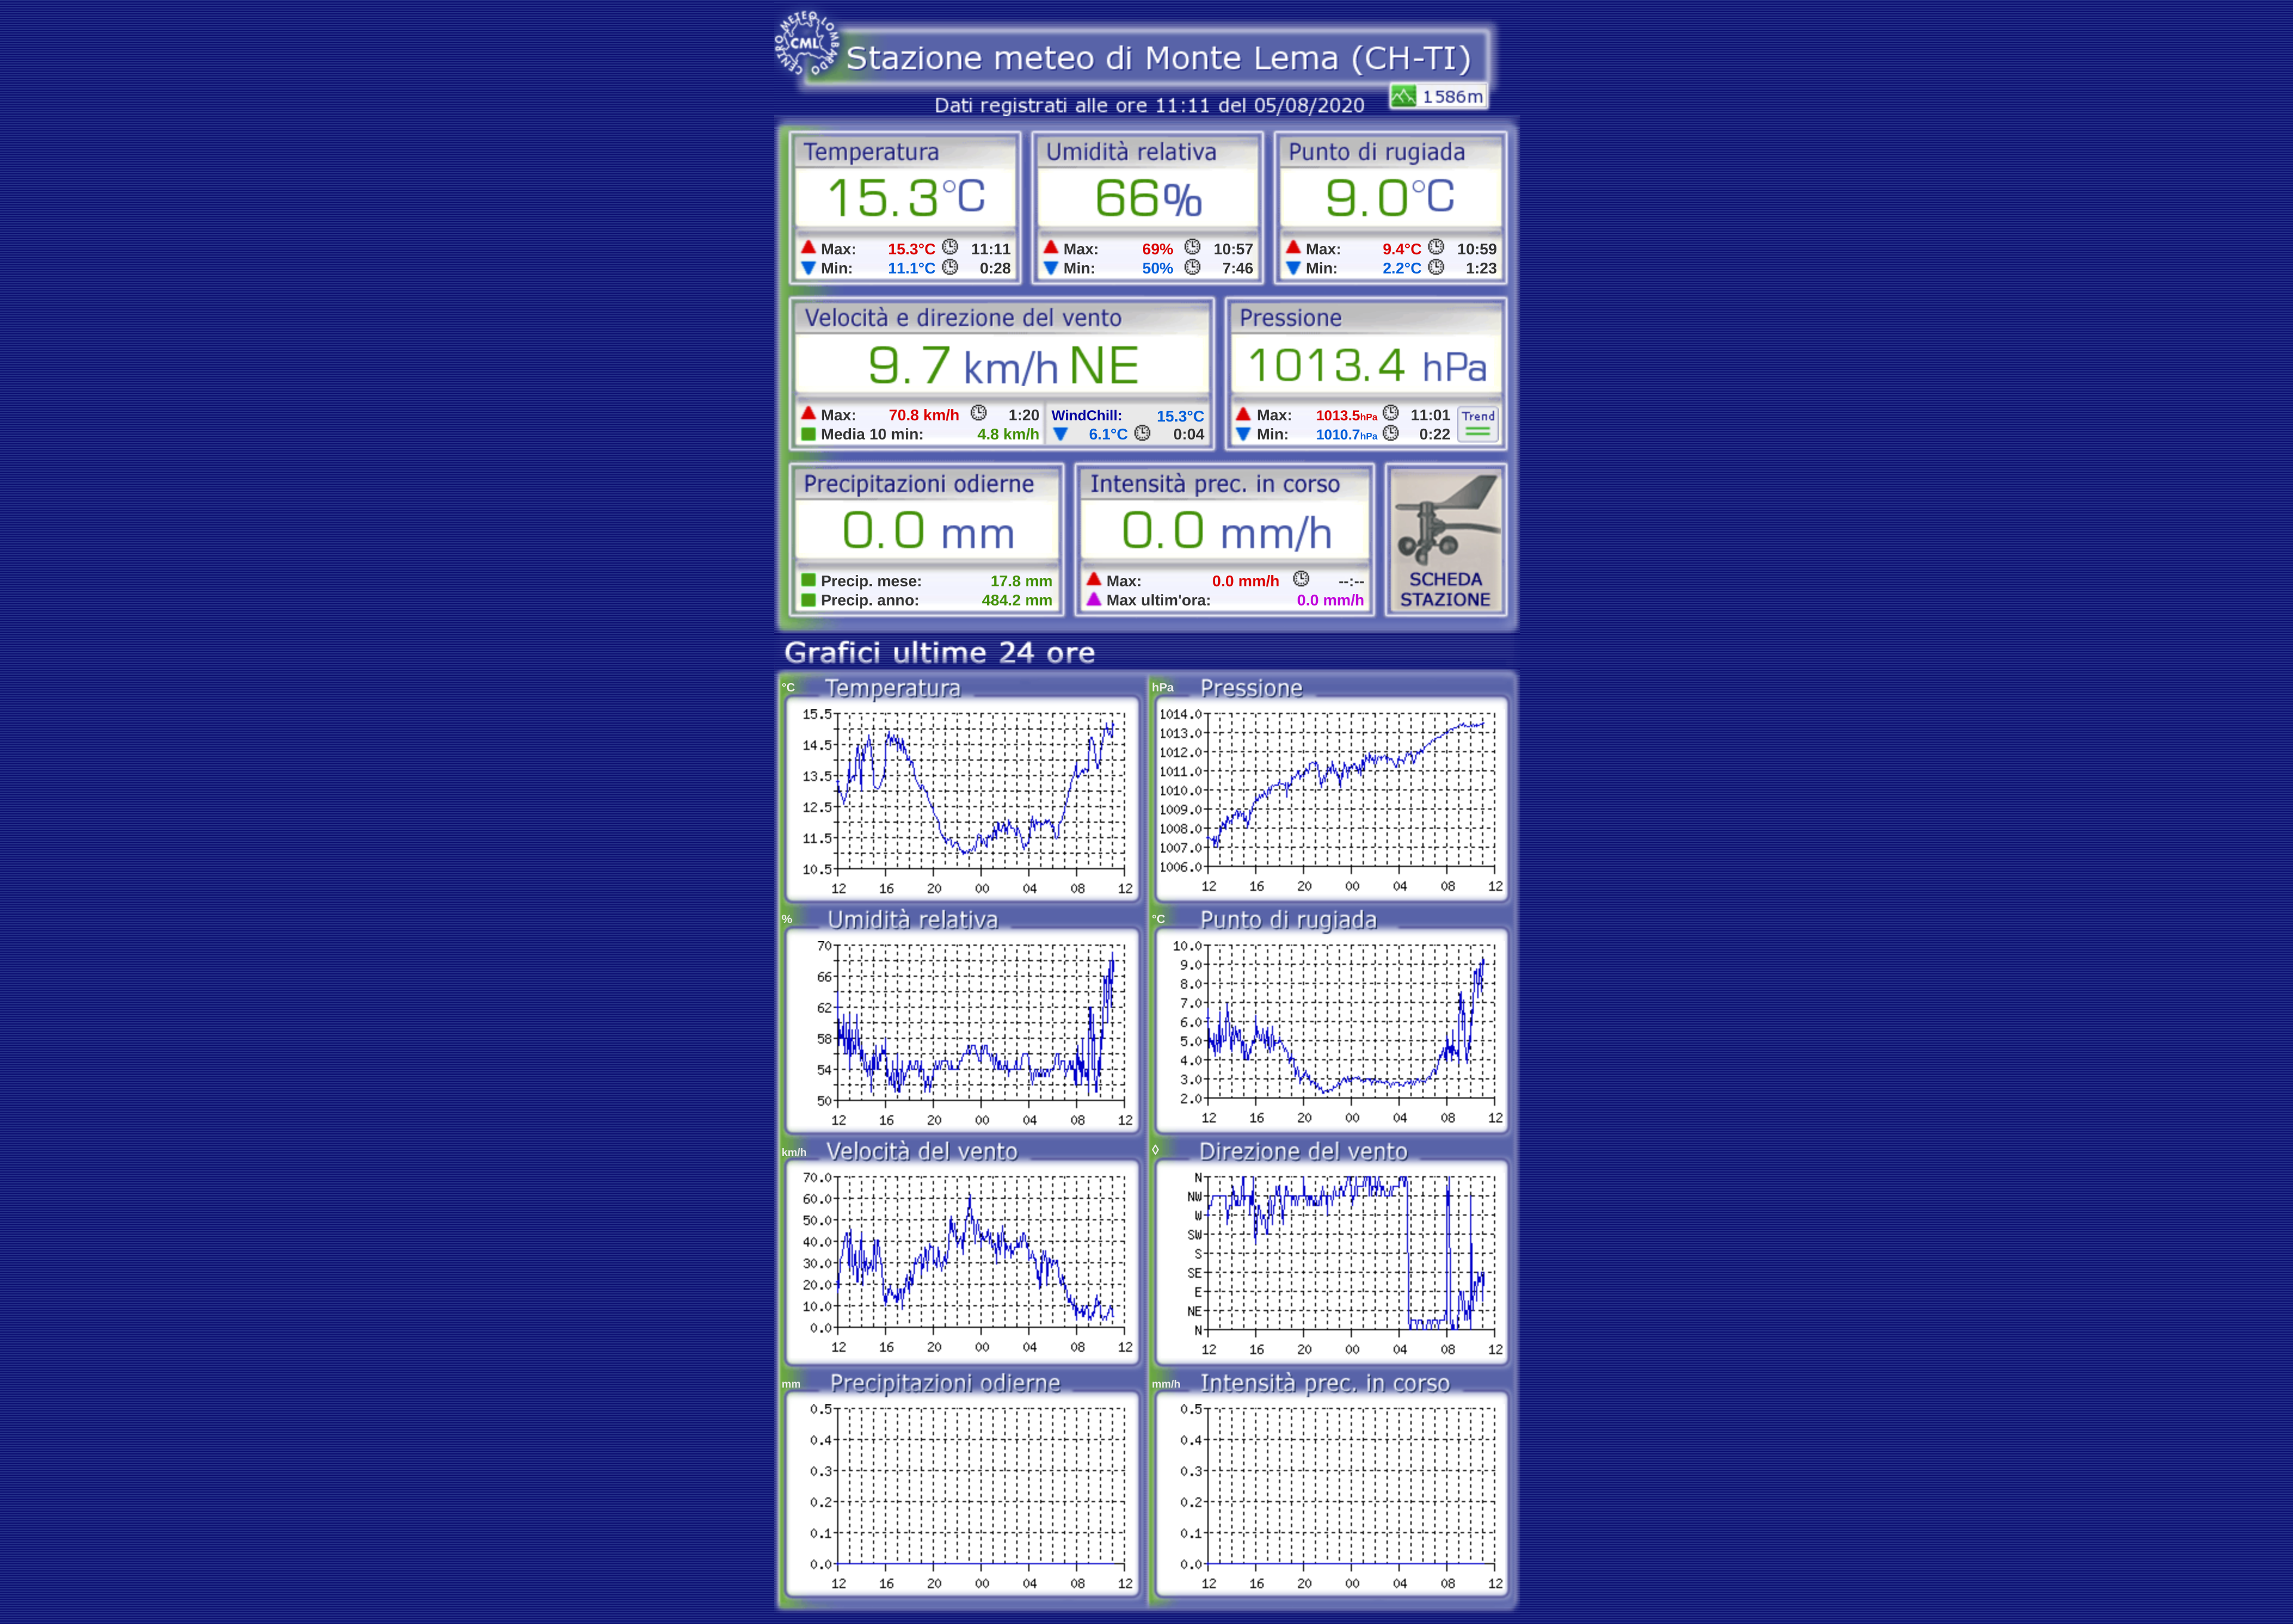 CENTRO METEO LOMBARDO
CML
Stazione meteo di Monte Lema (CH-TI)
1586m
Dati registrati alle ore 11:11 del 05/08/2020
Temperatura
15.3°C
Max: 15.3°C 11:11
Min: 11.1°C 0:28
Umidità relativa
66%
Max: 69% 10:57
Min: 50% 7:46
Punto di rugiada
9.0°C
Max: 9.4°C 10:59
Min: 2.2°C 1:23
Velocità e direzione del vento
9.7 km/h NE
Max: 70.8 km/h 1:20
Media 10 min: 4.8 km/h
WindChill: 15.3°C
6.1°C 0:04
Pressione
1013.4 hPa
Max: 1013.5hPa 11:01
Min: 1010.7hPa 0:22
Trend
Precipitazioni odierne
0.0 mm
Precip. mese: 17.8 mm
Precip. anno: 484.2 mm
Intensità prec. in corso
0.0 mm/h
Max: 0.0 mm/h --:--
Max ultim'ora: 0.0 mm/h
SCHEDA
STAZIONE
Grafici ultime 24 ore
°C Temperatura
15.5
14.5
13.5
12.5
11.5
10.5
12 16 20 00 04 08 12
hPa Pressione
1014.0
1013.0
1012.0
1011.0
1010.0
1009.0
1008.0
1007.0
1006.0
12 16 20 00 04 08 12
% Umidità relativa
70
66
62
58
54
50
12 16 20 00 04 08 12
°C Punto di rugiada
10.0
9.0
8.0
7.0
6.0
5.0
4.0
3.0
2.0
12 16 20 00 04 08 12
km/h Velocità del vento
70.0
60.0
50.0
40.0
30.0
20.0
10.0
0.0
12 16 20 00 04 08 12
◊ Direzione del vento
N
NW
W
SW
S
SE
E
NE
N
12 16 20 00 04 08 12
mm Precipitazioni odierne
0.5
0.4
0.3
0.2
0.1
0.0
12 16 20 00 04 08 12
mm/h Intensità prec. in corso
0.5
0.4
0.3
0.2
0.1
0.0
12 16 20 00 04 08 12